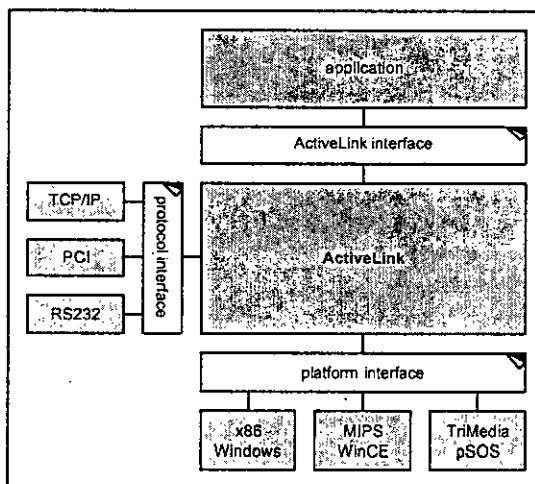 application
ActiveLink interface
TCP/IP
PCI
RS232
protocol interface
ActiveLink
platform interface
x86
Windows
MIPS
WinCE
TriMedia
pSOS